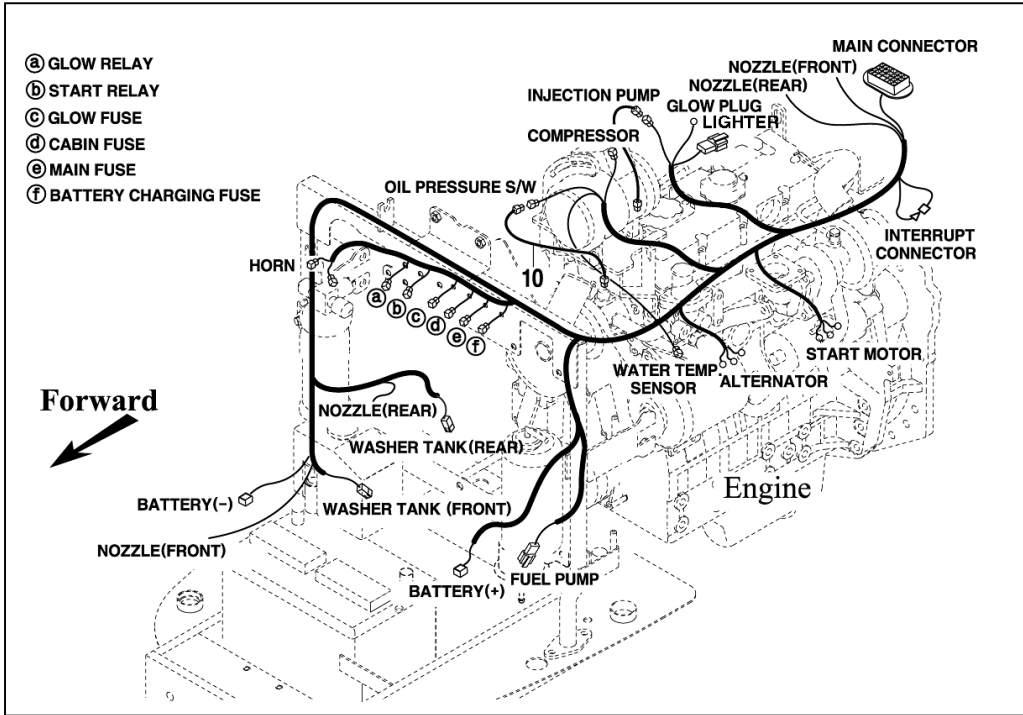 ⓐ GLOW RELAY
ⓑ START RELAY
ⓒ GLOW FUSE
ⓓ CABIN FUSE
ⓔ MAIN FUSE
ⓕ BATTERY CHARGING FUSE
MAIN CONNECTOR
NOZZLE(FRONT)
NOZZLE(REAR)
INJECTION PUMP
GLOW PLUG
LIGHTER
COMPRESSOR
OIL PRESSURE S/W
INTERRUPT
CONNECTOR
HORN
10
ⓐ
ⓑ
ⓒ
ⓓ
ⓔ
ⓕ
START MOTOR
WATER TEMP.
SENSOR
ALTERNATOR
Forward
NOZZLE(REAR)
WASHER TANK(REAR)
Engine
BATTERY(-)
WASHER TANK (FRONT)
NOZZLE(FRONT)
FUEL PUMP
BATTERY(+)